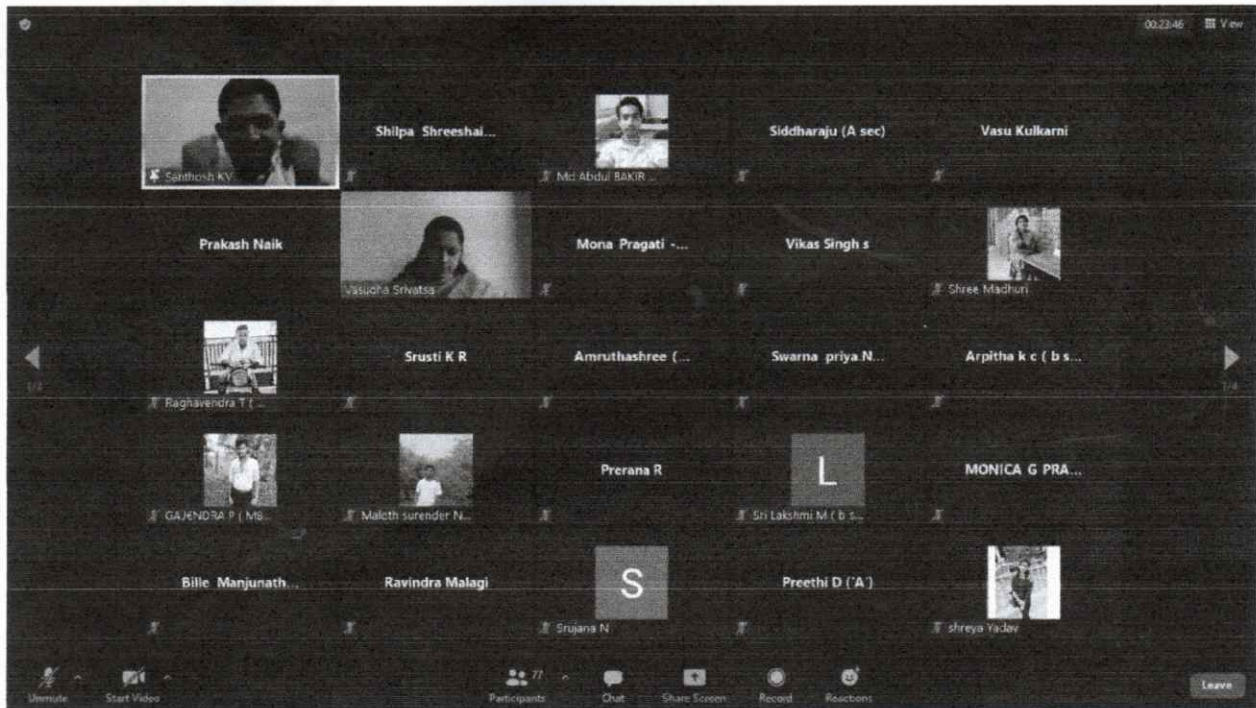 00:23:46 View
Santhosh KV
Shilpa Shreeshai...
Md Abdul BAKIR ...
Siddharaju (A sec)
Vasu Kulkarni
Prakash Naik
Vasudha Srivatsa
Mona Pragati -...
Vikas Singh s
Shree Madhuri
1/4
Raghavendra T ( ...
Srusti K R
Amruthashree ( ...
Swarna priya.N...
Arpitha k c ( b s...
1/4
GAJENDRA P ( MB...
Maloth surender N...
Prerana R
L
Sri Lakshmi M ( b s...
MONICA G PRA...
Bille Manjunath...
Ravindra Malagi
S
Srujana N
Preethi D ('A')
shreya Yadav
Unmute
Start Video
Participants 77
Chat
Share Screen
Record
Reactions
Leave